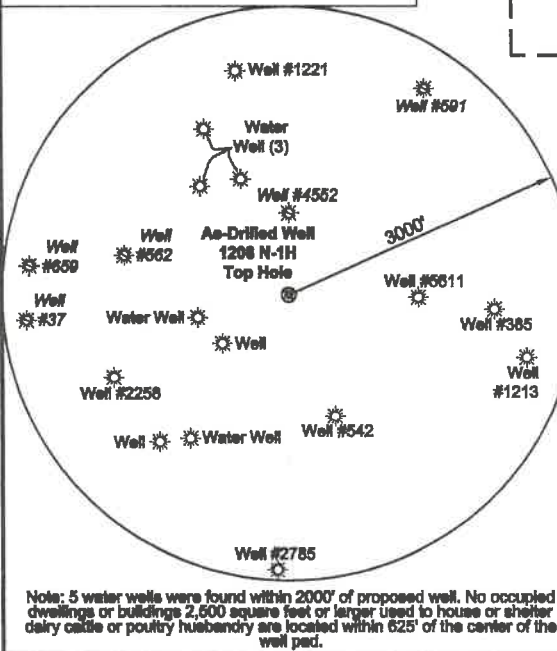 Well #1221
Well #591
Water
Well (3)
Well #4552
As-Drilled Well
1206 N-1H
Top Hole
3000'
Well
#562
Well
#659
Well
#37
Well #5611
Well #385
Well
#1213
Water Well
Well
Well #2258
Well
Water Well
Well #542
Well #2785
Note: 5 water wells were found within 2000' of proposed well. No occupied
dwellings or buildings 2,500 square feet or larger used to house or shelter
dairy cattle or poultry husbandry are located within 625' of the center of the
well pad.